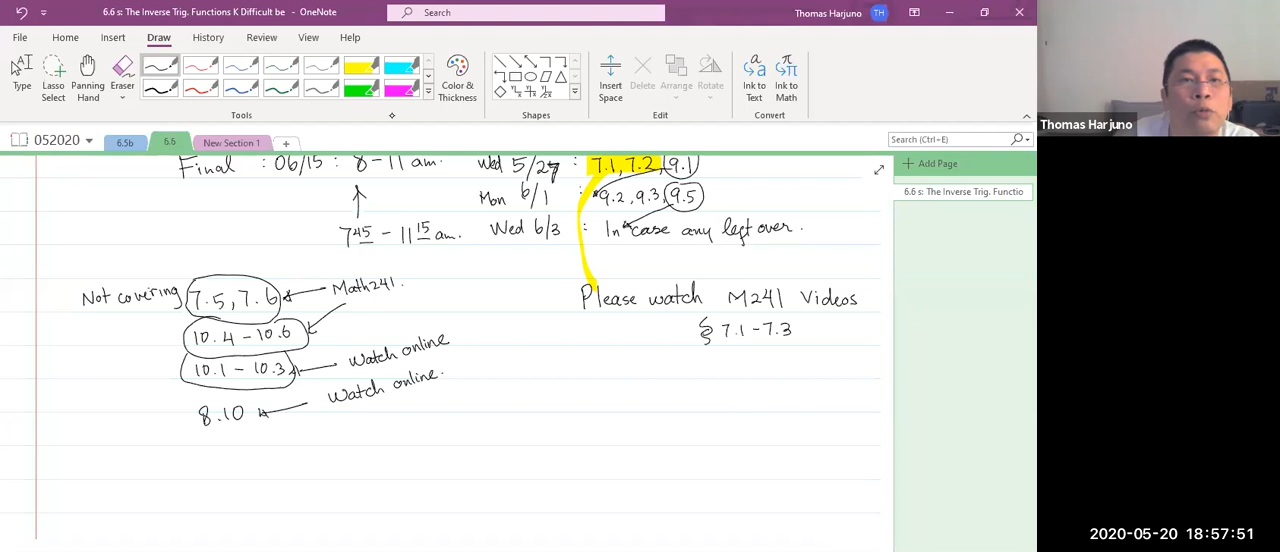 6.6 s: The Inverse Trig. Functions K Difficult be - OneNote
Search
Thomas Harjuno
TH
File Home Insert Draw History Review View Help
Type
Lasso Select
Panning Hand
Eraser
Color & Thickness
Insert Space
Delete
Arrange
Rotate
Ink to Text
Ink to Math
Tools
Shapes
Edit
Convert
052020
6.5b
6.6
New Section 1
Search (Ctrl+E)
Add Page
6.6 s: The Inverse Trig. Functio
Thomas Harjuno
Final : 06/15 : 8 - 11 am. Wed 5/27 : 7.1, 7.2, 9.1
Mon 6/1 : 9.2, 9.3, 9.5
7 45 - 11 15 am. Wed 6/3 : In case any left over.
Not covering 7.5, 7.6 Math 241.
Please watch M241 Videos
10.4 - 10.6
§ 7.1 - 7.3
10.1 - 10.3 Watch online
8.10 Watch online.
2020-05-20 18:57:51